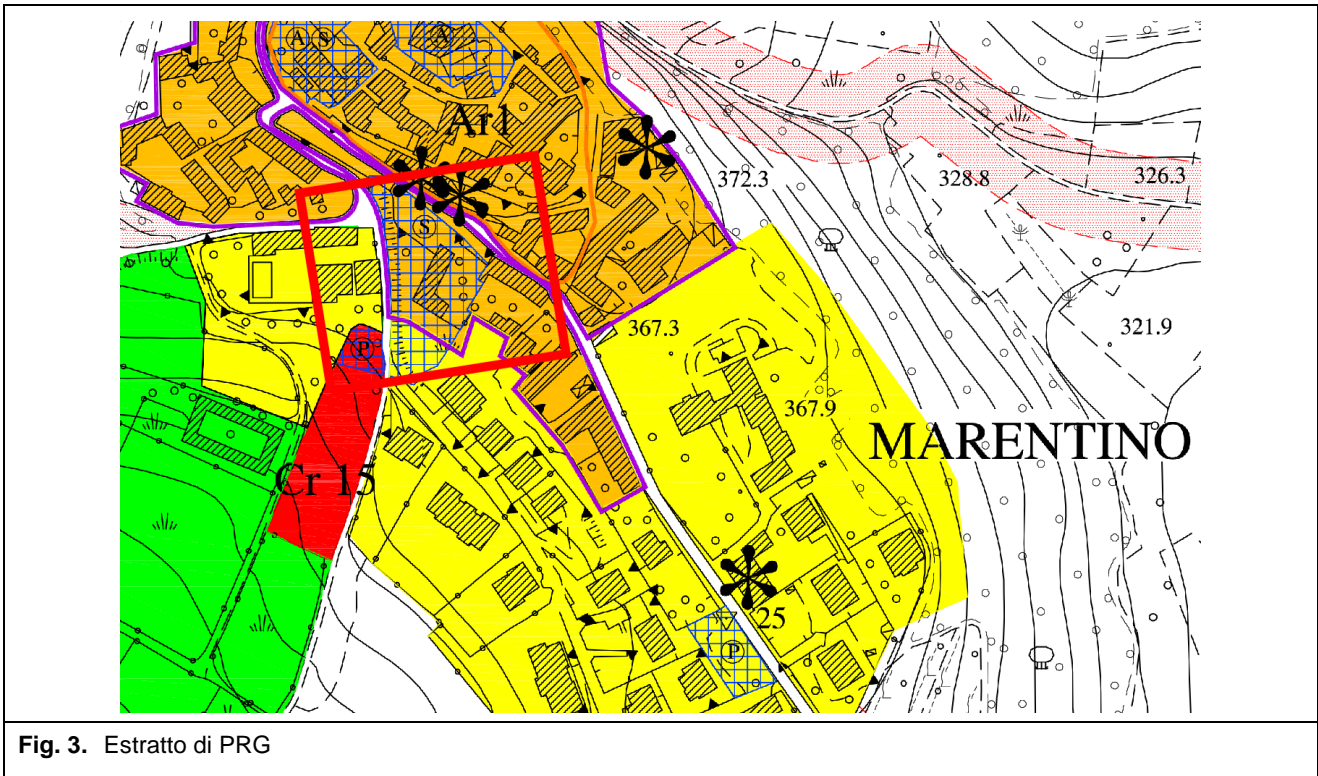 A S
A
Ar1
372.3
328.8
326.3
S
321.9
367.3
P
367.9
MARENTINO
Cr 15
25
P
Fig. 3. Estratto di PRG